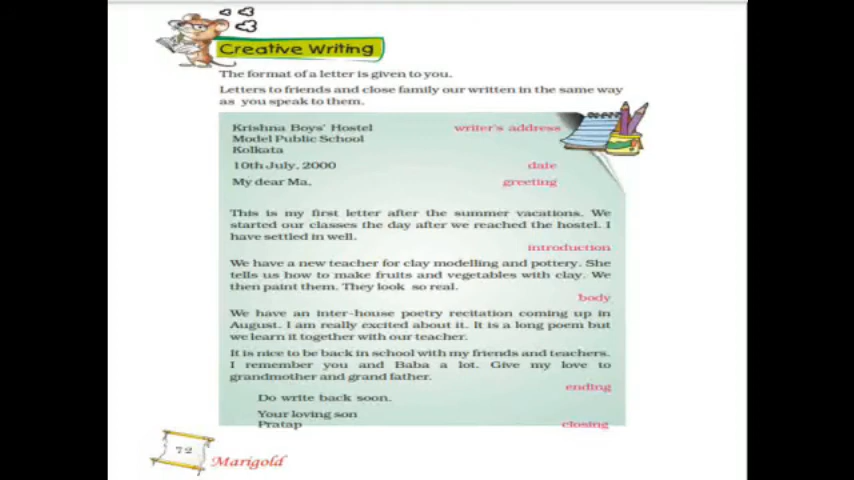 Creative Writing
The format of a letter is given to you.
Letters to friends and close family our written in the same way
as you speak to them.
Krishna Boys' Hostel writer's address
Model Public School
Kolkata
10th July, 2000 date
My dear Ma, greeting
This is my first letter after the summer vacations. We
started our classes the day after we reached the hostel. I
have settled in well.
introduction
We have a new teacher for clay modelling and pottery. She
tells us how to make fruits and vegetables with clay. We
then paint them. They look so real.
body
We have an inter-house poetry recitation coming up in
August. I am really excited about it. It is a long poem but
we learn it together with our teacher.
It is nice to be back in school with my friends and teachers.
I remember you and Baba a lot. Give my love to
grandmother and grand father.
ending
Do write back soon.
Your loving son
Pratap closing
72
Marigold